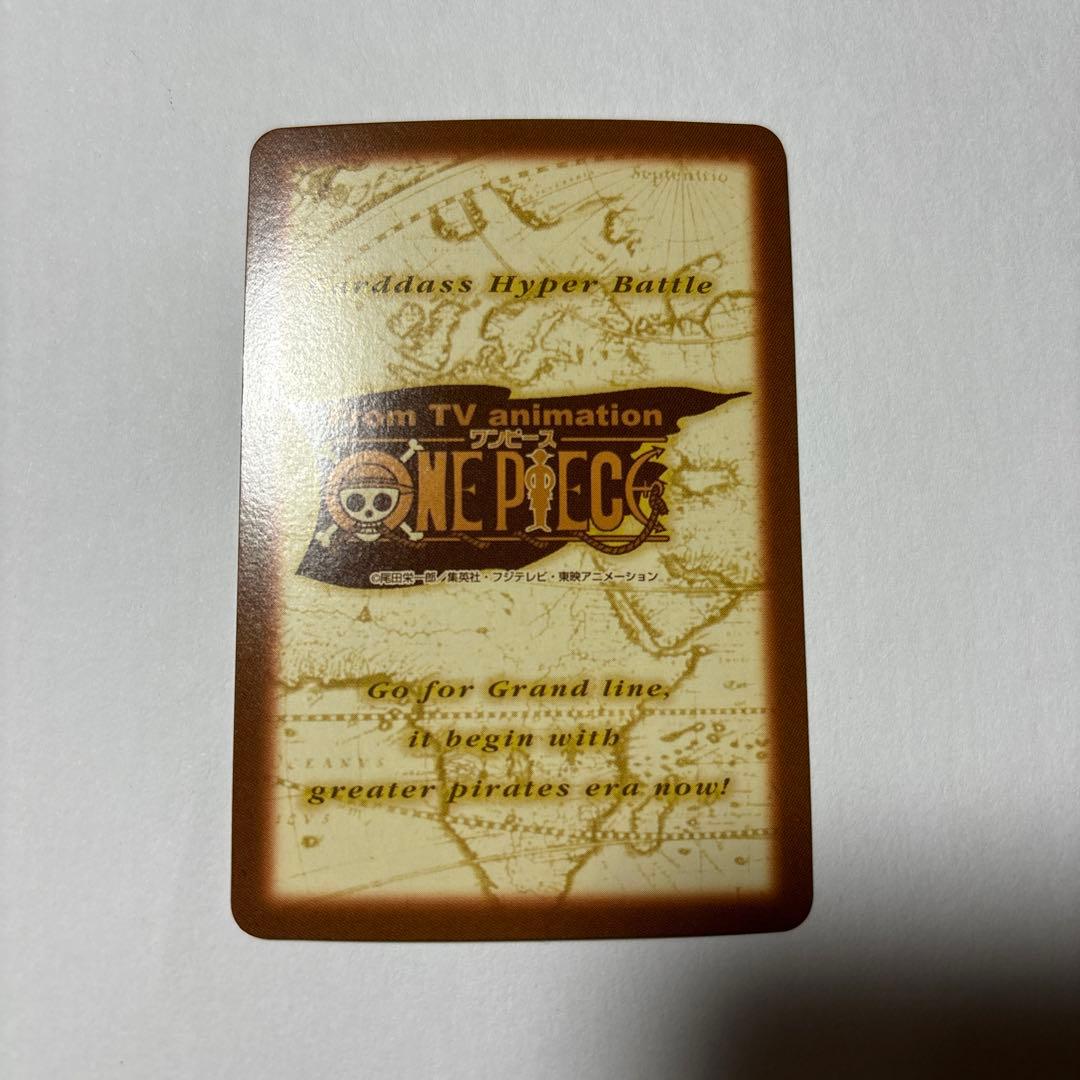 Septentrio
Carddass Hyper Battle
From TV animation
ワンピース
ONE PIECE
©尾田栄一郎/集英社・フジテレビ・東映アニメーション
Go for Grand line,
it begin with
greater pirates era now!